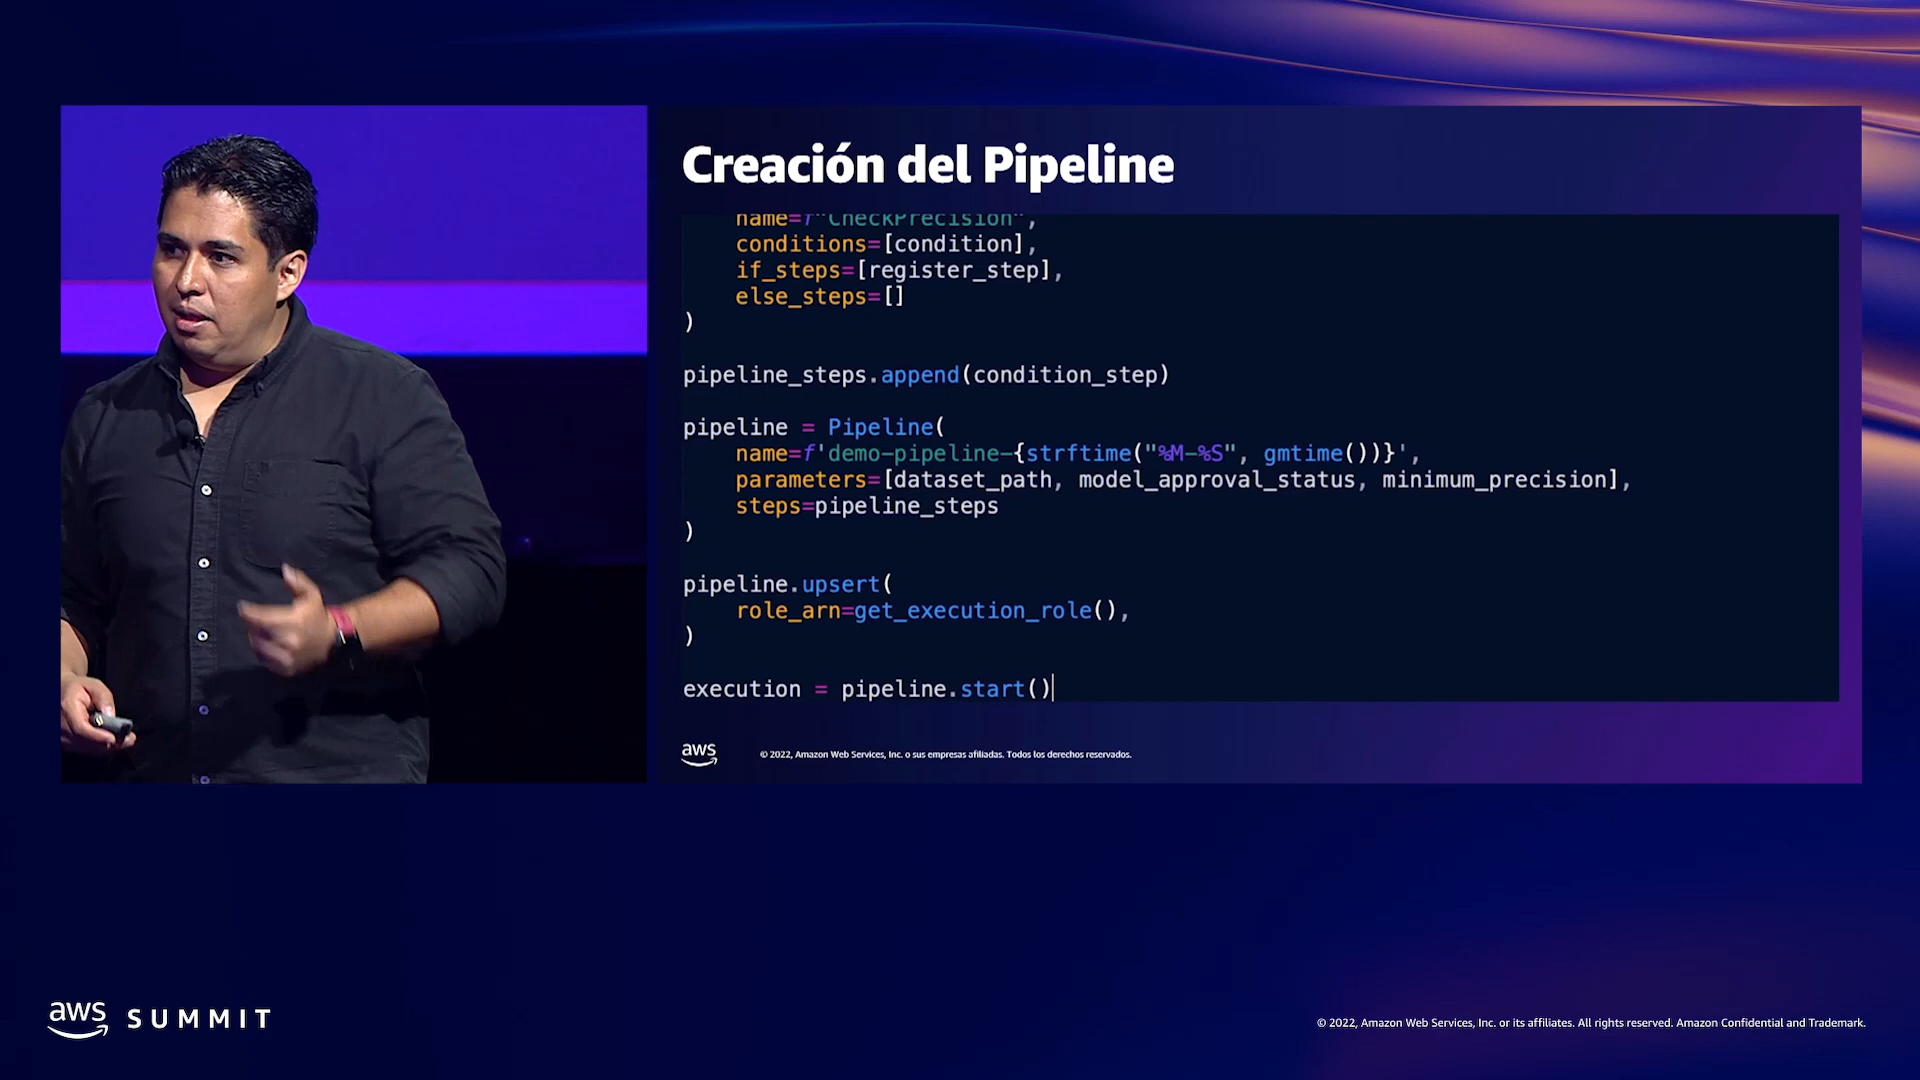 Creación del Pipeline
name=f"CheckPrecision",
conditions=[condition],
if_steps=[register_step],
else_steps=[]
)
pipeline_steps.append(condition_step)
pipeline = Pipeline(
name=f'demo-pipeline-{strftime("%M-%S", gmtime())}',
parameters=[dataset_path, model_approval_status, minimum_precision],
steps=pipeline_steps
)
pipeline.upsert(
role_arn=get_execution_role(),
)
execution = pipeline.start()
aws
© 2022, Amazon Web Services, Inc. o sus empresas afiliadas. Todos los derechos reservados.
aws SUMMIT
© 2022, Amazon Web Services, Inc. or its affiliates. All rights reserved. Amazon Confidential and Trademark.